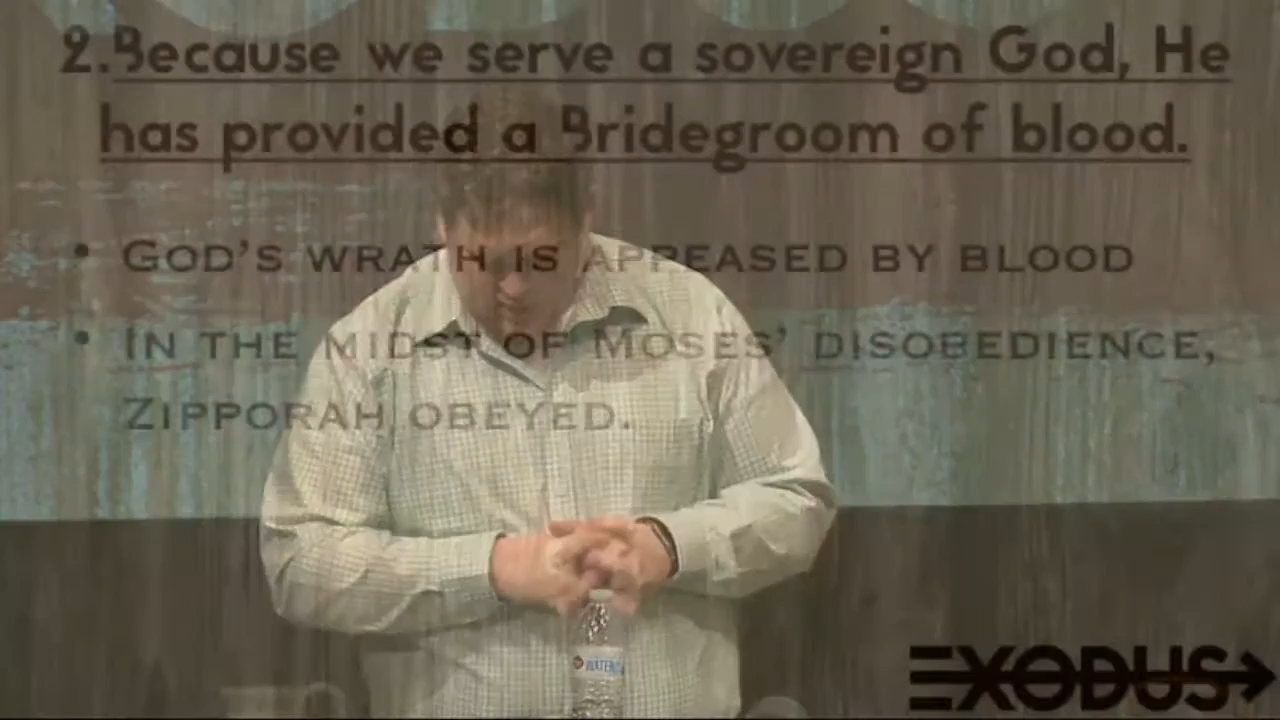 2. Because we serve a sovereign God, He
has provided a Bridegroom of blood.
• God's wrath is appeased by blood
• In the midst of Moses' disobedience,
Zipporah obeyed.
WATER
EXODUS